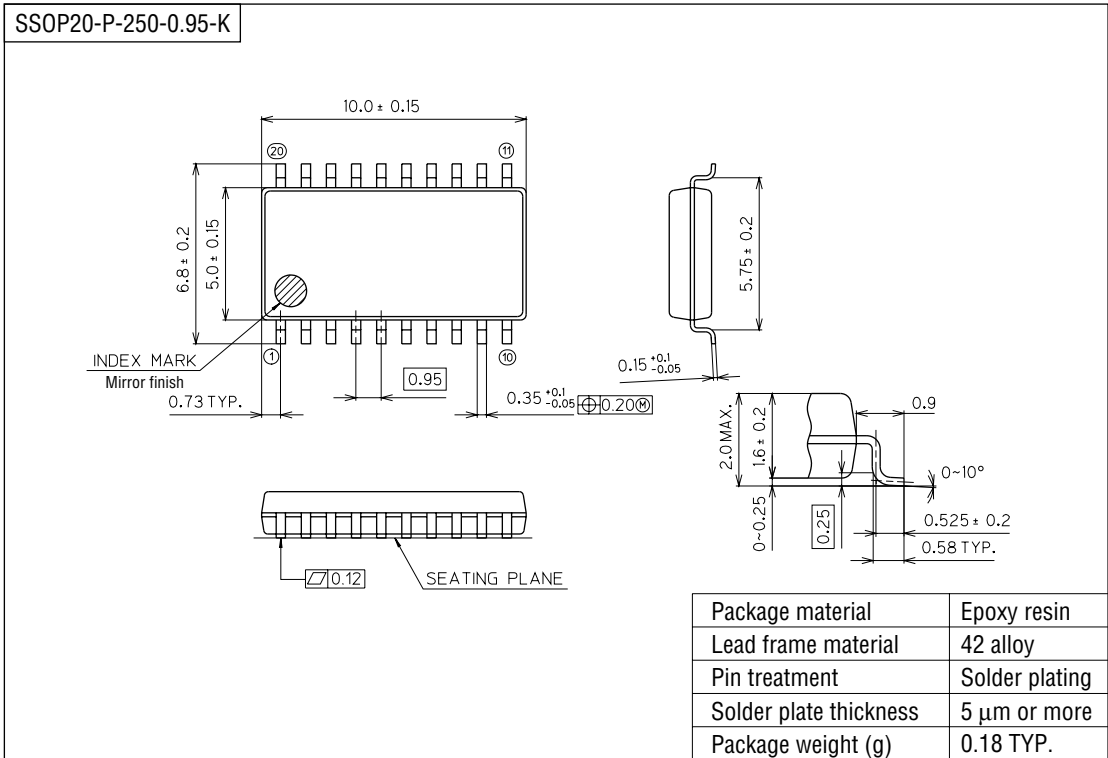 SSOP20-P-250-0.95-K
10.0 ± 0.15
⑳
⑪
6.8 ± 0.2
5.0 ± 0.15
5.75 ± 0.2
INDEX MARK
Mirror finish
①
⑩
0.73 TYP.
0.95
0.35 +0.1 -0.05
⌖ 0.20 Ⓜ
0.15 +0.1 -0.05
2.0 MAX.
1.6 ± 0.2
0.9
0~10°
0~0.25
0.25
0.525 ± 0.2
0.58 TYP.
⏥ 0.12
SEATING PLANE
Package material Epoxy resin
Lead frame material 42 alloy
Pin treatment Solder plating
Solder plate thickness 5 µm or more
Package weight (g) 0.18 TYP.